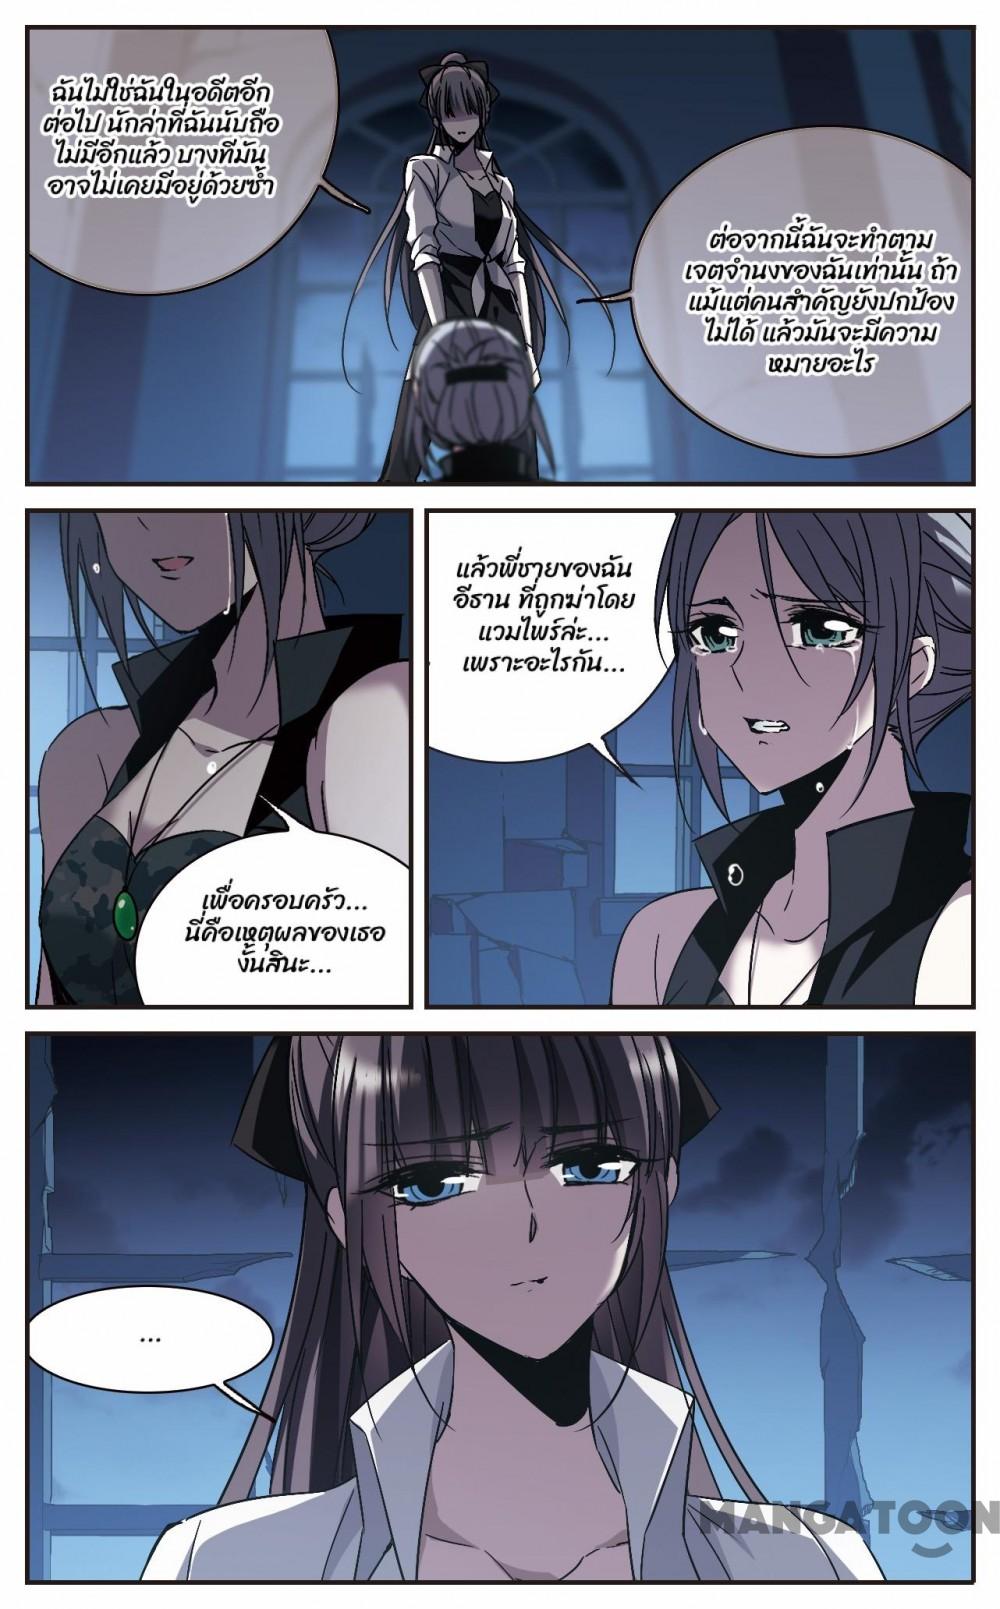 ฉันไม่ใช่ฉันในอดีตอีก
ต่อไป นักล่าที่ฉันนับถือ
ไม่มีอีกแล้ว บางทีมัน
อาจไม่เคยมีอยู่ด้วยซ้ำ
ต่อจากนี้ฉันจะทำตาม
เจตจำนงของฉันเท่านั้น ถ้า
แม้แต่คนสำคัญยังปกป้อง
ไม่ได้ แล้วมันจะมีความ
หมายอะไร
เพื่อครอบครัว...
นี่คือเหตุผลของเธอ
งั้นสินะ...
แล้วพี่ชายของฉัน
อีธาน ที่ถูกฆ่าโดย
แวมไพร์ล่ะ...
เพราะอะไรกัน...
...
MANGATOON